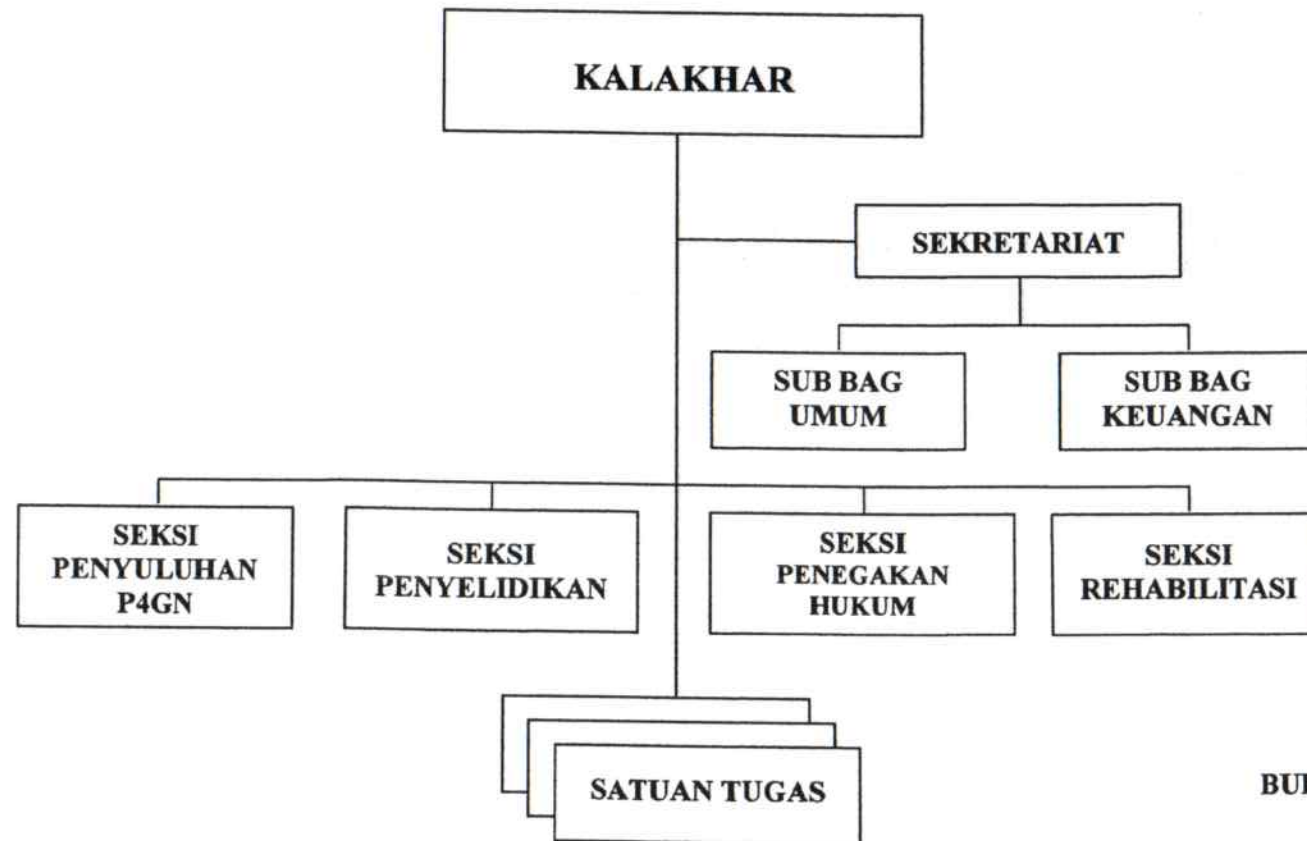 KALAKHAR
SEKRETARIAT
SUB BAG
UMUM
SUB BAG
KEUANGAN
SEKSI
PENYULUHAN
P4GN
SEKSI
PENYELIDIKAN
SEKSI
PENEGAKAN
HUKUM
SEKSI
REHABILITASI
SATUAN TUGAS